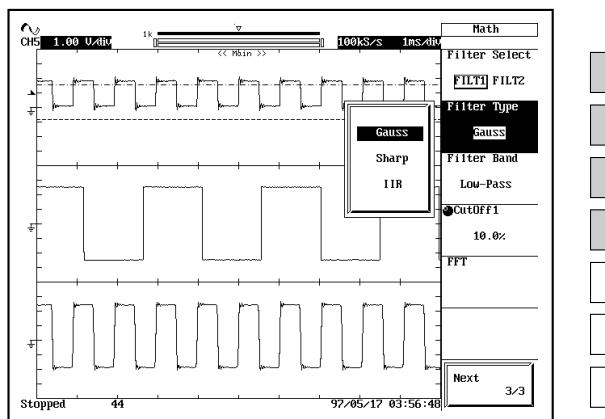 Math
CH5 1.00 V/div
1k
100kS/s 1ms/div
<< Main >>
Filter Select
FILT1 FILT2
Filter Type
Gauss
Filter Band
Low-Pass
CutOff1
10.0%
FFT
Next
3/3
Gauss
Sharp
IIR
Stopped 44 97/05/17 03:56:48